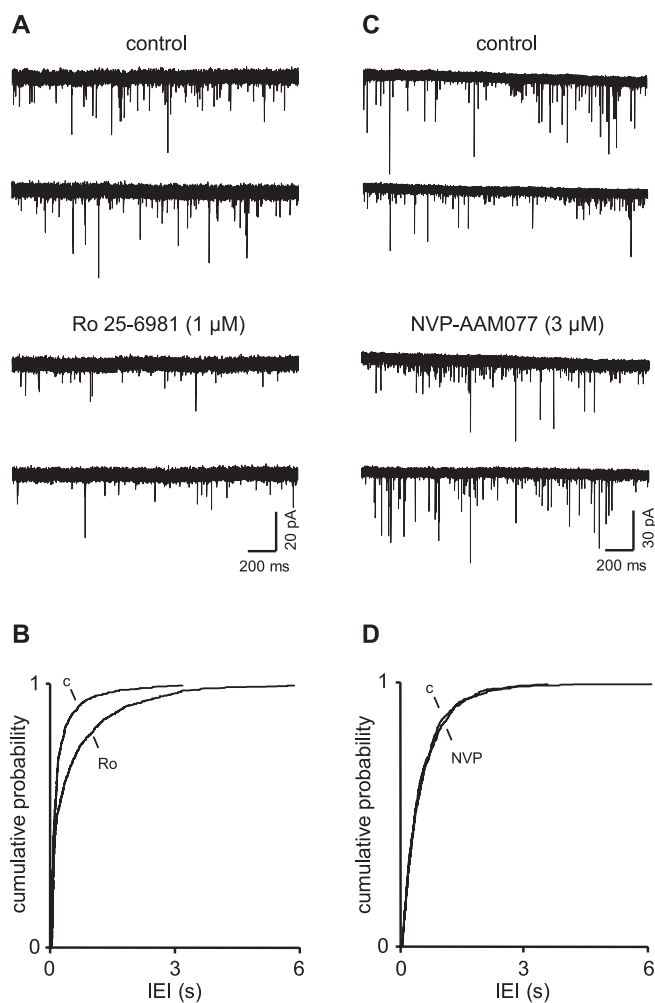 A
control
Ro 25-6981 (1 µM)
20 pA
200 ms
B
1
c
Ro
cumulative probability
0
0
3
6
IEI (s)
C
control
NVP-AAM077 (3 µM)
30 pA
200 ms
D
1
c
NVP
cumulative probability
0
0
3
6
IEI (s)